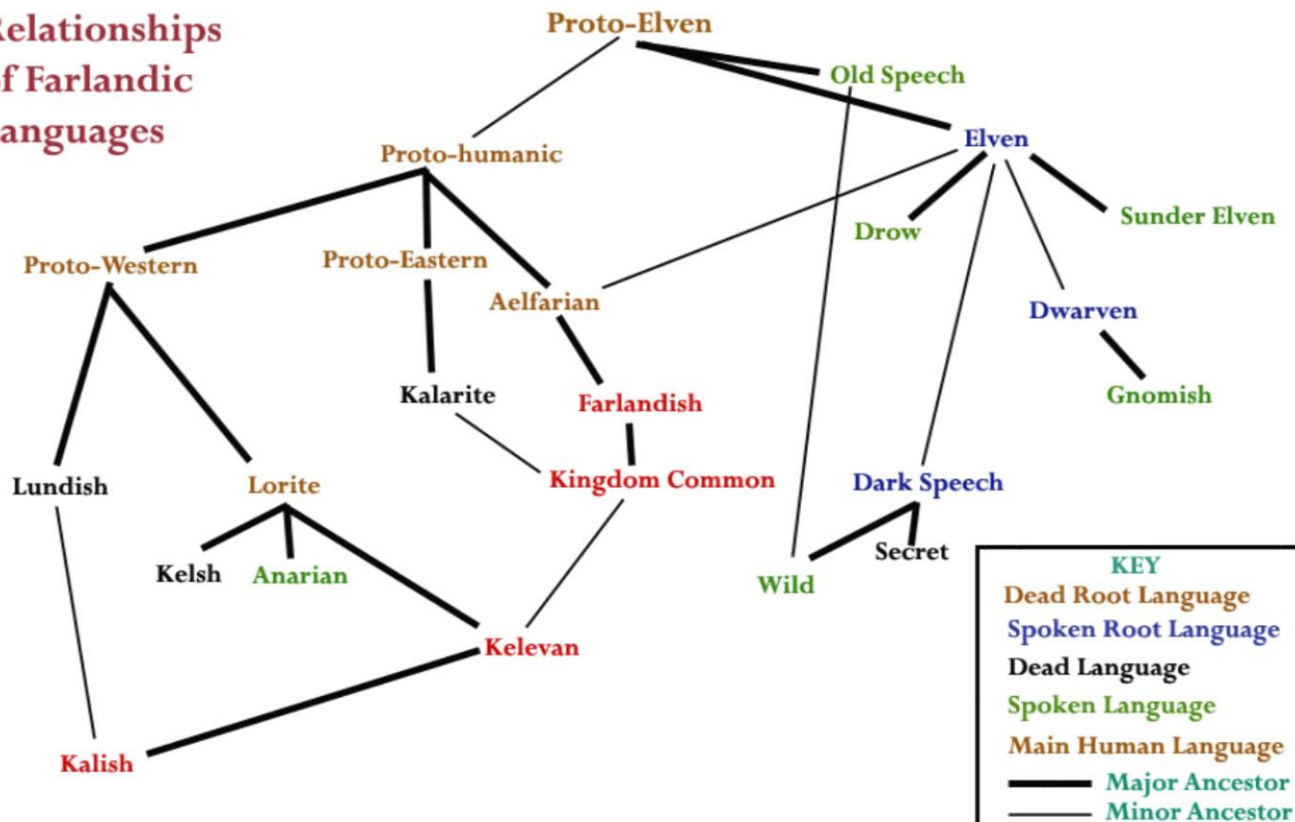 Relationships
of Farlandic
Languages
Proto-Elven
Old Speech
Elven
Proto-humanic
Sunder Elven
Drow
Proto-Western
Proto-Eastern
Aelfarian
Dwarven
Kalarite
Farlandish
Gnomish
Lundish
Lorite
Kingdom Common
Dark Speech
Secret
Kelsh
Anarian
Wild
Kelevan
Kalish
KEY
Dead Root Language
Spoken Root Language
Dead Language
Spoken Language
Main Human Language
Major Ancestor
Minor Ancestor